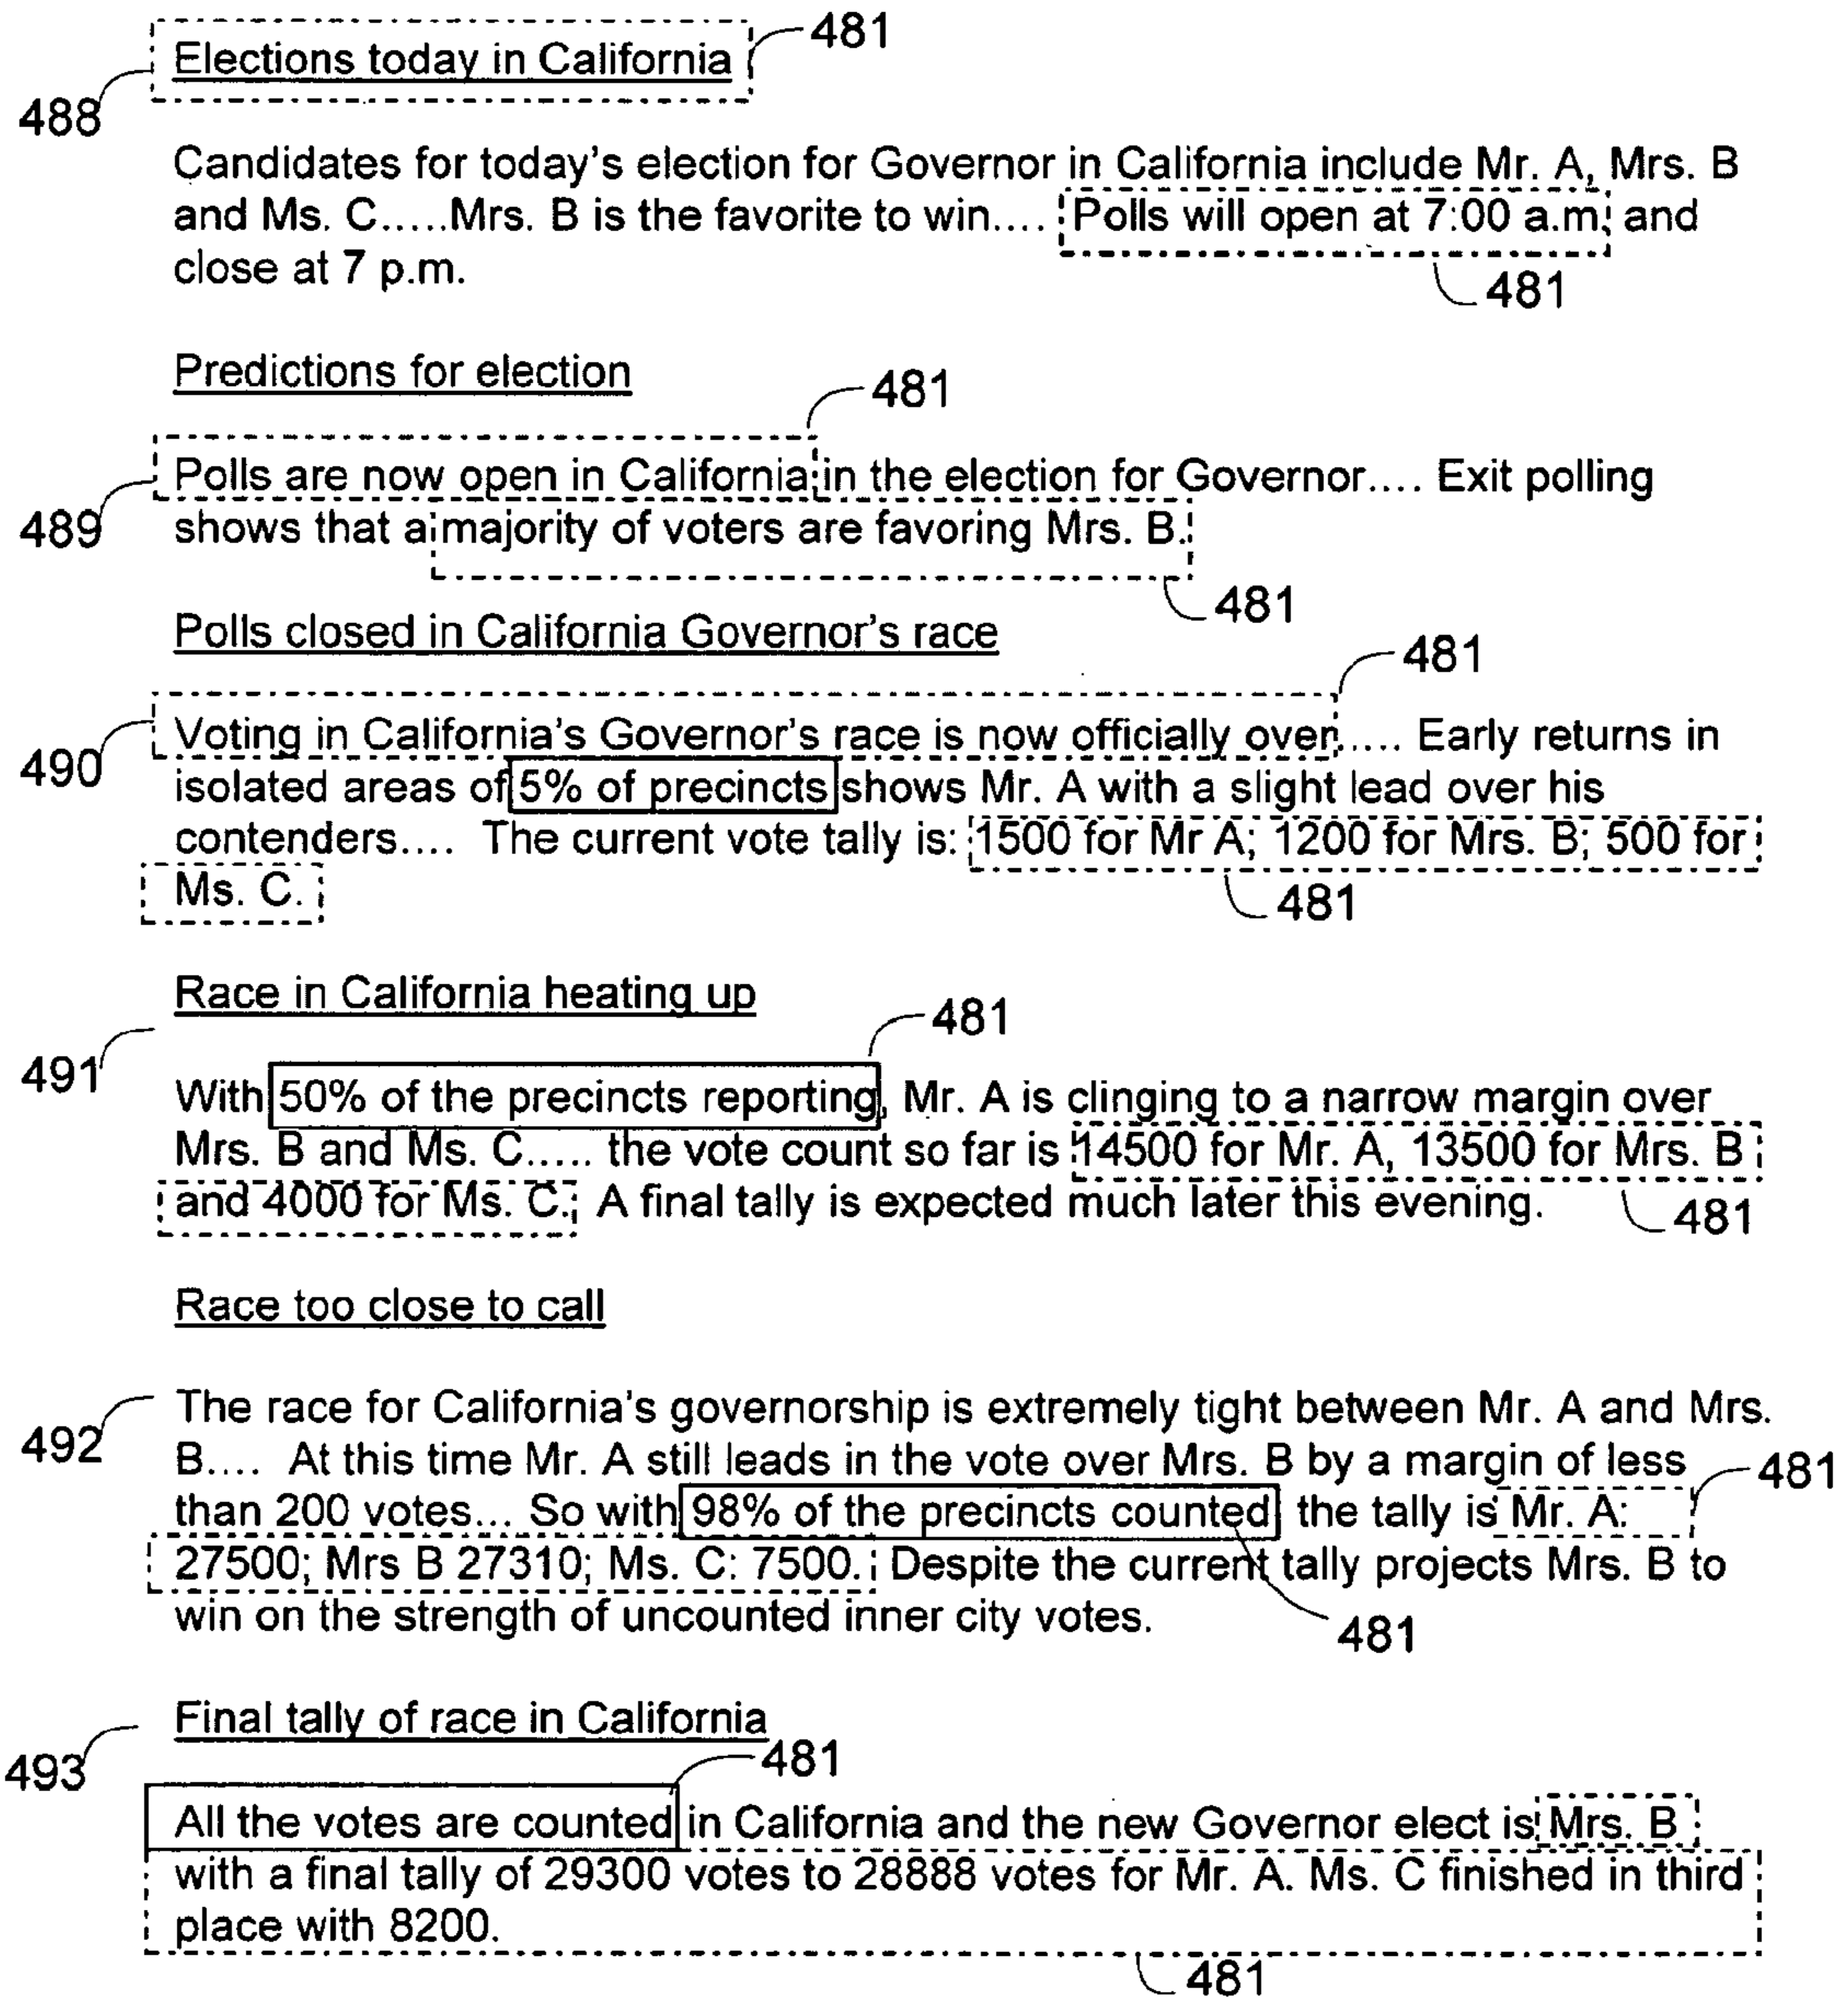 481
Elections today in California
488
Candidates for today's election for Governor in California include Mr. A, Mrs. B
and Ms. C.....Mrs. B is the favorite to win.... Polls will open at 7:00 a.m. and
close at 7 p.m.
481
Predictions for election
481
Polls are now open in California in the election for Governor.... Exit polling
489
shows that a majority of voters are favoring Mrs. B.
481
Polls closed in California Governor's race
481
Voting in California's Governor's race is now officially over..... Early returns in
490
isolated areas of 5% of precincts shows Mr. A with a slight lead over his
contenders.... The current vote tally is: 1500 for Mr A; 1200 for Mrs. B; 500 for
Ms. C.
481
Race in California heating up
481
491
With 50% of the precincts reporting, Mr. A is clinging to a narrow margin over
Mrs. B and Ms. C..... the vote count so far is 14500 for Mr. A, 13500 for Mrs. B
and 4000 for Ms. C. A final tally is expected much later this evening.
481
Race too close to call
The race for California's governorship is extremely tight between Mr. A and Mrs.
492
B.... At this time Mr. A still leads in the vote over Mrs. B by a margin of less
481
than 200 votes... So with 98% of the precincts counted the tally is Mr. A:
27500; Mrs B 27310; Ms. C: 7500. Despite the current tally projects Mrs. B to
win on the strength of uncounted inner city votes.
481
Final tally of race in California
493
481
All the votes are counted in California and the new Governor elect is Mrs. B
with a final tally of 29300 votes to 28888 votes for Mr. A. Ms. C finished in third
place with 8200.
481